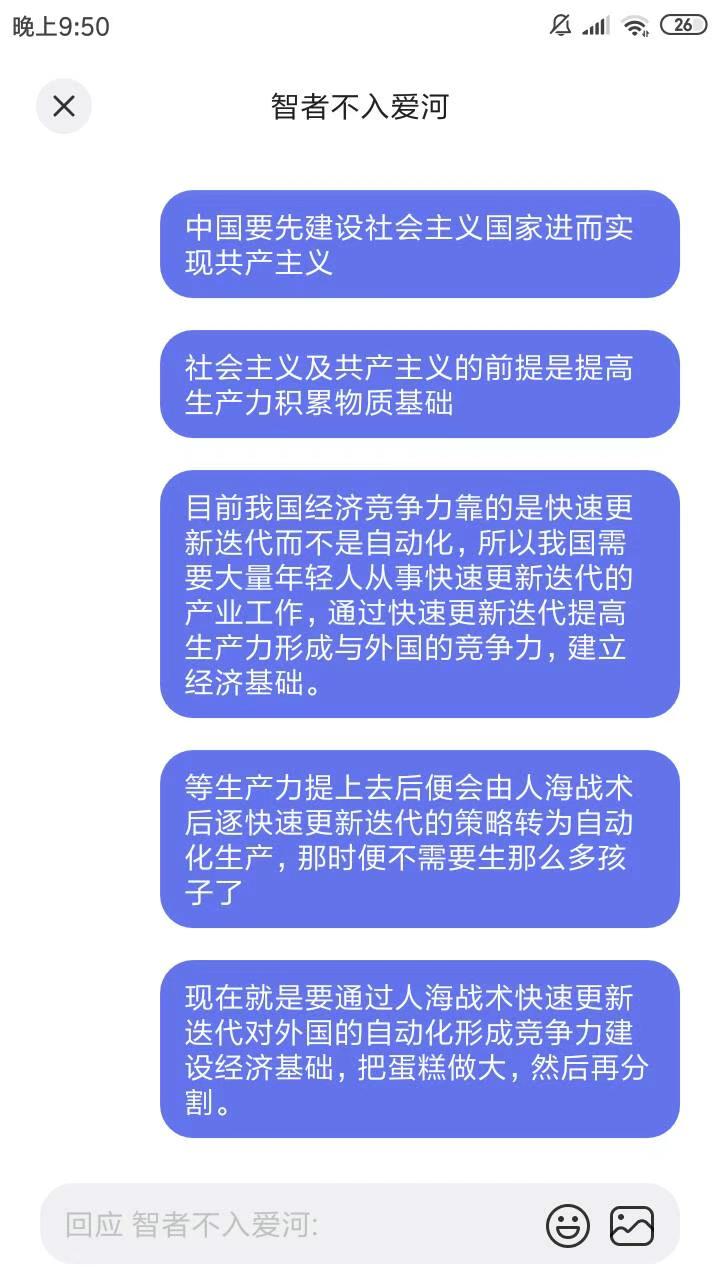 晚上9:50
26
智者不入爱河
中国要先建设社会主义国家进而实
现共产主义
社会主义及共产主义的前提是提高
生产力积累物质基础
目前我国经济竞争力靠的是快速更
新迭代而不是自动化，所以我国需
要大量年轻人从事快速更新迭代的
产业工作，通过快速更新迭代提高
生产力形成与外国的竞争力，建立
经济基础。
等生产力提上去后便会由人海战术
后逐快速更新迭代的策略转为自动
化生产，那时便不需要生那么多孩
子了
现在就是要通过人海战术快速更新
迭代对外国的自动化形成竞争力建
设经济基础，把蛋糕做大，然后再分
割。
回应 智者不入爱河: